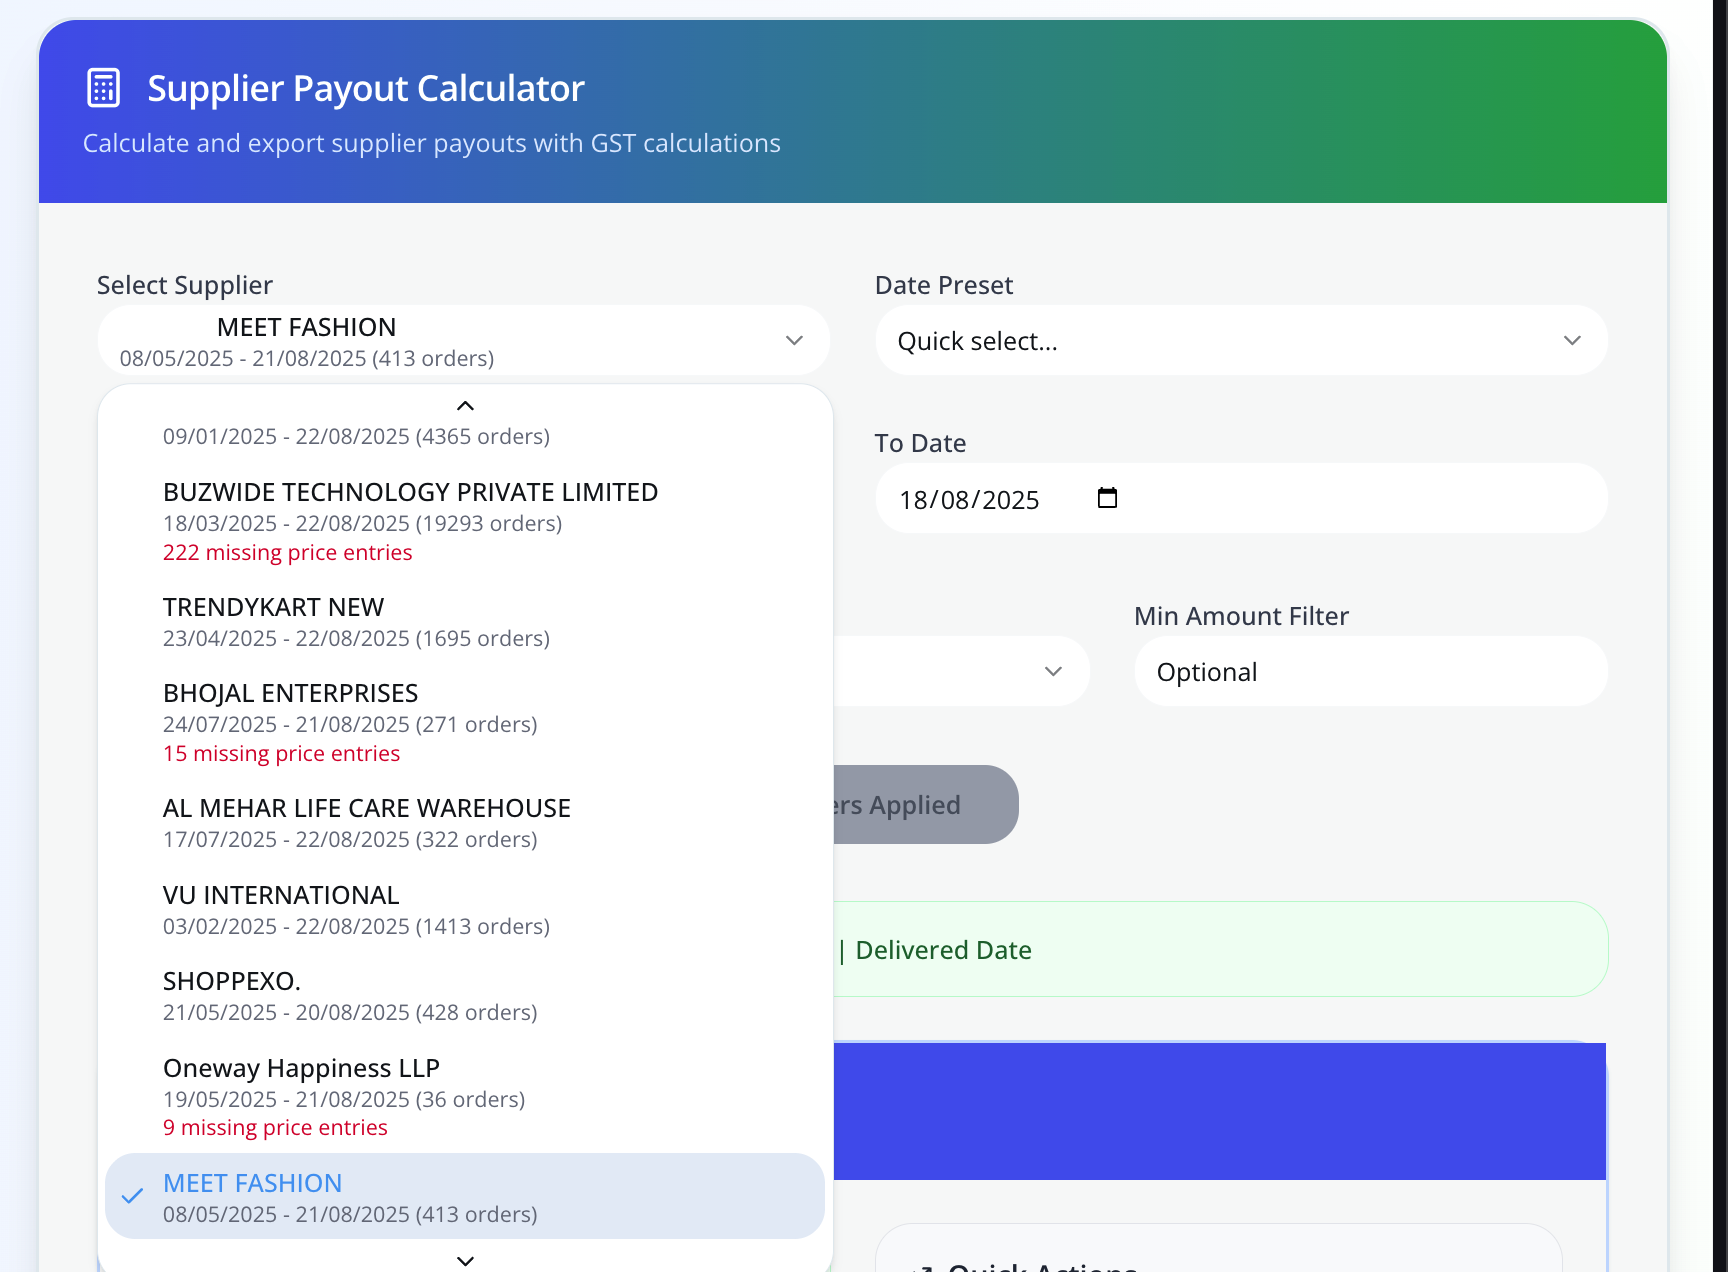 Supplier Payout Calculator
Calculate and export supplier payouts with GST calculations
Select Supplier
MEET FASHION
08/05/2025 - 21/08/2025 (413 orders)
Date Preset
Quick select...
09/01/2025 - 22/08/2025 (4365 orders)
BUZWIDE TECHNOLOGY PRIVATE LIMITED
18/03/2025 - 22/08/2025 (19293 orders)
222 missing price entries
TRENDYKART NEW
23/04/2025 - 22/08/2025 (1695 orders)
BHOJAL ENTERPRISES
24/07/2025 - 21/08/2025 (271 orders)
15 missing price entries
AL MEHAR LIFE CARE WAREHOUSE
17/07/2025 - 22/08/2025 (322 orders)
VU INTERNATIONAL
03/02/2025 - 22/08/2025 (1413 orders)
SHOPPEXO.
21/05/2025 - 20/08/2025 (428 orders)
Oneway Happiness LLP
19/05/2025 - 21/08/2025 (36 orders)
9 missing price entries
MEET FASHION
08/05/2025 - 21/08/2025 (413 orders)
To Date
18/08/2025
Min Amount Filter
Optional
ers Applied
| Delivered Date
Quick Actions